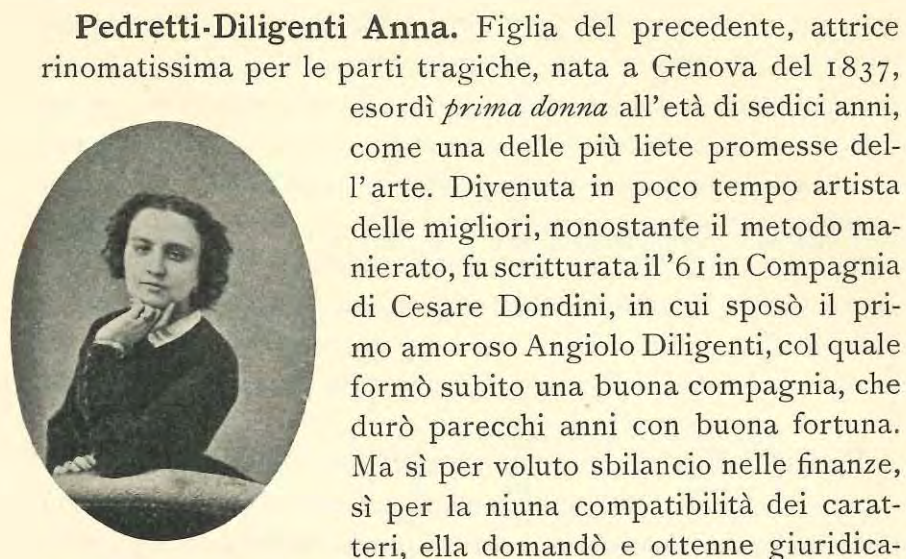 Pedretti-Diligenti Anna. Figlia del precedente, attrice
rinomatissima per le parti tragiche, nata a Genova del 1837,
esordì prima donna all'età di sedici anni,
come una delle più liete promesse del-
l'arte. Divenuta in poco tempo artista
delle migliori, nonostante il metodo ma-
nierato, fu scritturata il '61 in Compagnia
di Cesare Dondini, in cui sposò il pri-
mo amoroso Angiolo Diligenti, col quale
formò subito una buona compagnia, che
durò parecchi anni con buona fortuna.
Ma sì per voluto sbilancio nelle finanze,
sì per la niuna compatibilità dei carat-
teri, ella domandò e ottenne giuridica-